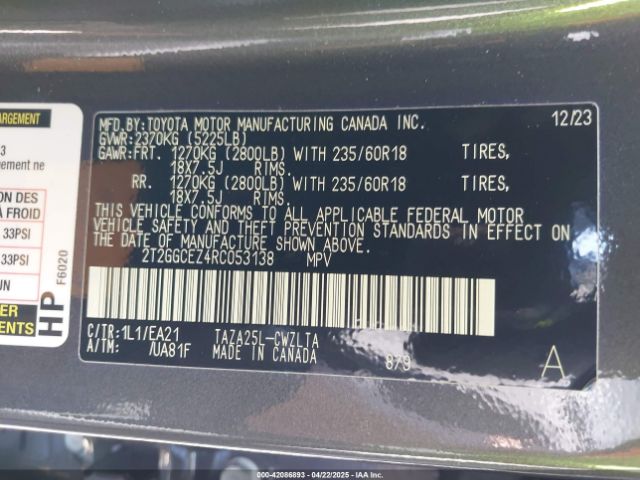 ARGEMENT
3
agement ne
ION DES
À FROID
33PSI
33PSI
UN
ER
MENTS
HP
F6020
MFD.BY:TOYOTA MOTOR MANUFACTURING CANADA INC. 12/23
GVWR:2370KG (5225LB)
GAWR:FRT. 1270KG (2800LB) WITH 235/60R18 TIRES,
18X7.5J RIMS.
RR. 1270KG (2800LB) WITH 235/60R18 TIRES,
18X7.5J RIMS.
THIS VEHICLE CONFORMS TO ALL APPLICABLE FEDERAL MOTOR
VEHICLE SAFETY AND THEFT PREVENTION STANDARDS IN EFFECT ON
THE DATE OF MANUFACTURE SHOWN ABOVE.
2T2GGCEZ4RC053138 MPV
C/TR:1L1/EA21 TAZA25L-CWZLTA
A/TM: /UA81F MADE IN CANADA 879 A
000-42086893 - 04/22/2025 - IAA Inc.